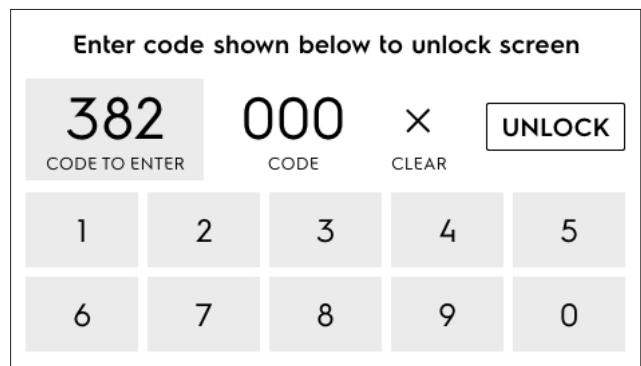 Enter code shown below to unlock screen
382 000 × UNLOCK
CODE TO ENTER CODE CLEAR
1 2 3 4 5
6 7 8 9 0